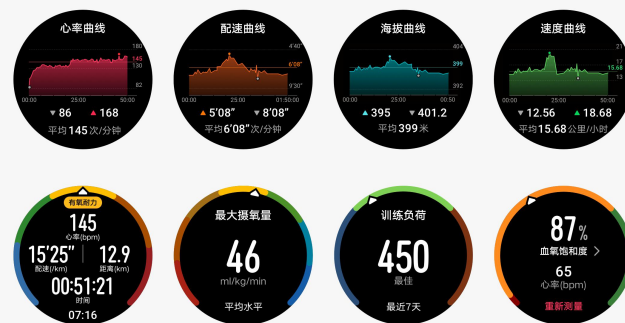 心率曲线
180
145
130
82
00:00 25:00 50:00
▼ 86 ▲ 168
平均 145 次/分钟
配速曲线
4'40"
6'08"
9'30"
00:00 25:00 01:50:00
▲ 5'08" ▼ 8'08"
平均6'08"次/分钟
海拔曲线
404
399
392
00:00 25:00 50:00
▲ 395 ▼ 401.2
平均 399 米
速度曲线
21
17
15.68
13
00:00 25:00 00:50
▼ 12.56 ▲ 18.68
平均15.68 公里/小时
有氧耐力
145
心率(bpm)
15'25" 12.9
配速(/km) 距离(km)
00:51:21
时间
07:16
最大摄氧量
46
ml/kg/min
平均水平
训练负荷
450
最佳
最近7天
87%
血氧饱和度 >
65
心率(bpm)
重新测量